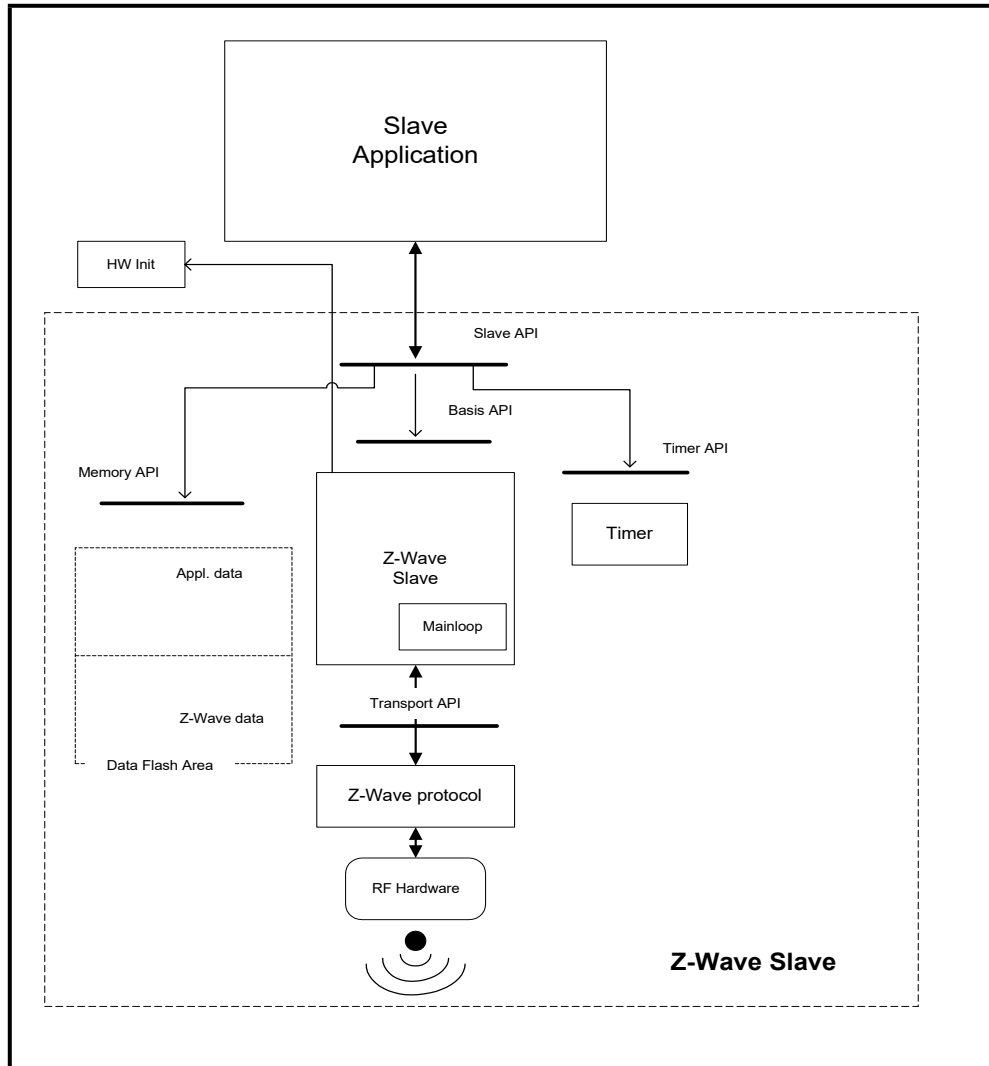 Slave
Application
HW Init
Slave API
Basis API
Timer API
Memory API
Timer
Z-Wave
Slave
Appl. data
Mainloop
Transport API
Z-Wave data
Data Flash Area
Z-Wave protocol
RF Hardware
Z-Wave Slave